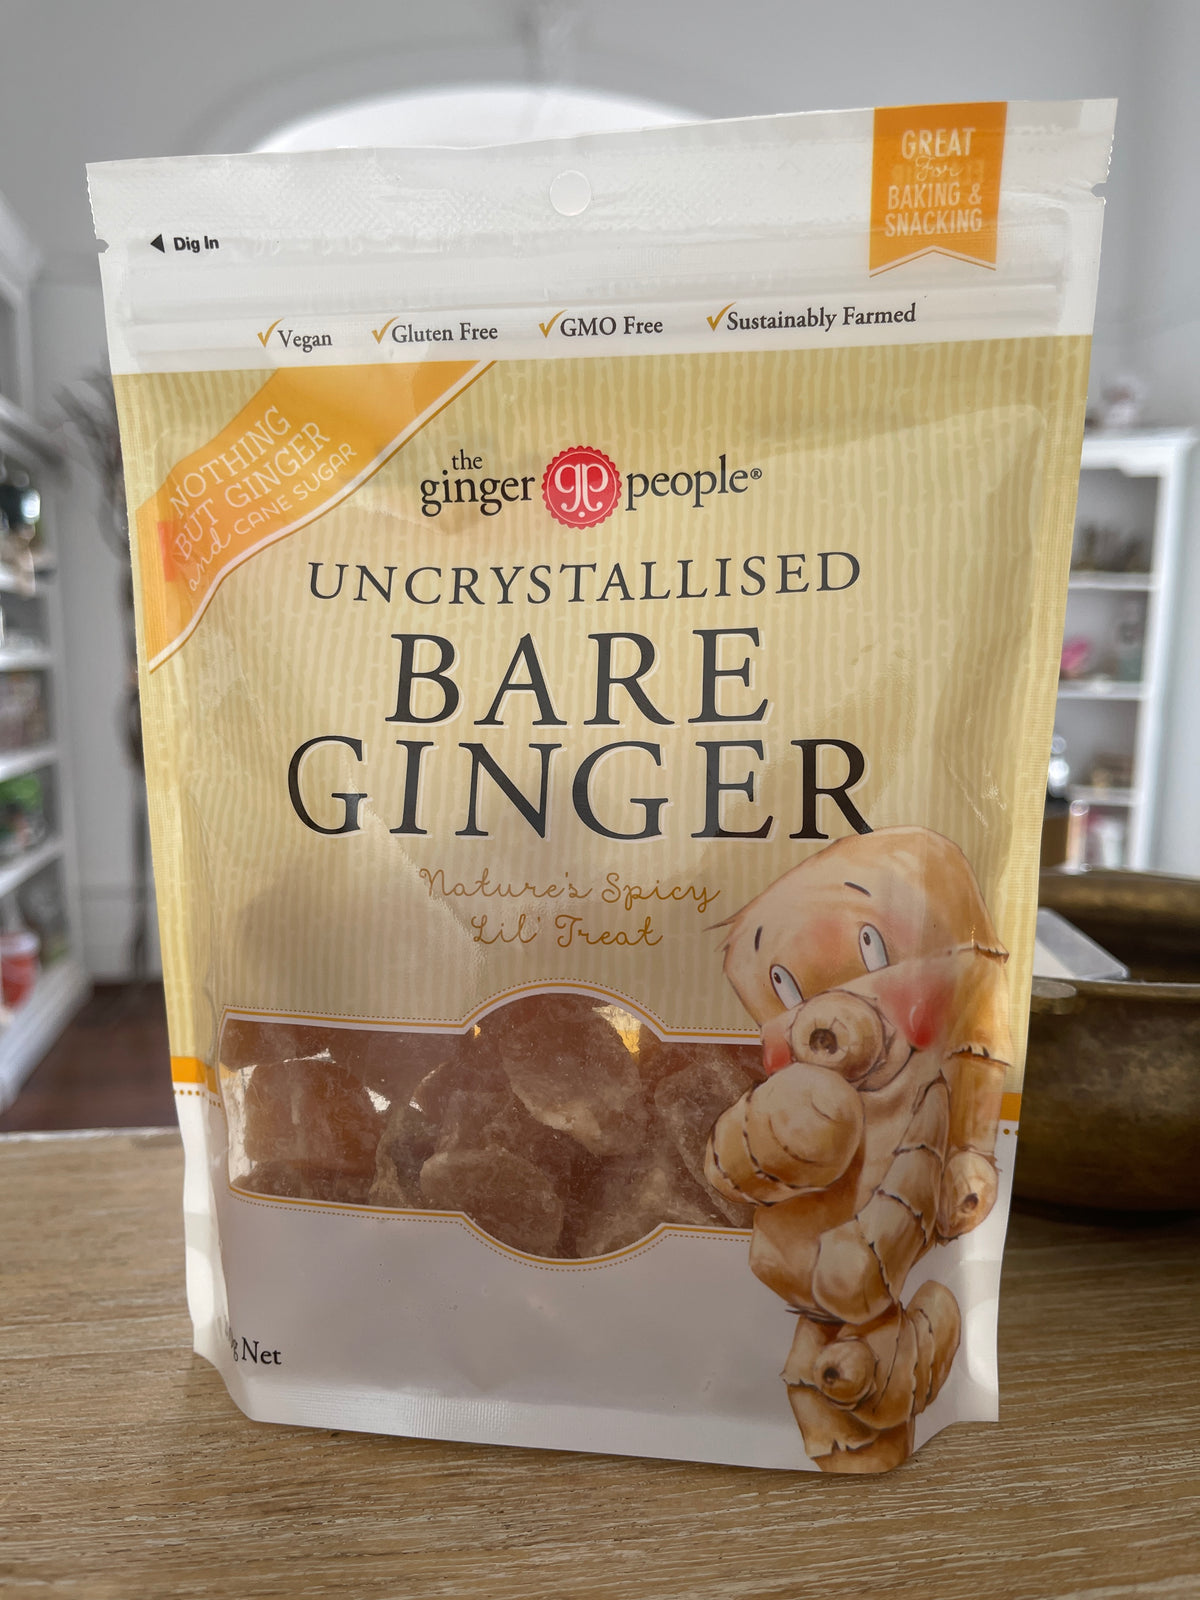 GREAT
For
BAKING &
SNACKING
Dig In
Vegan
Gluten Free
GMO Free
Sustainably Farmed
NOTHING
BUT GINGER
and CANE SUGAR
the
ginger gp people®
UNCRYSTALLISED
BARE
GINGER
Nature's Spicy
Lil' Treat
Net